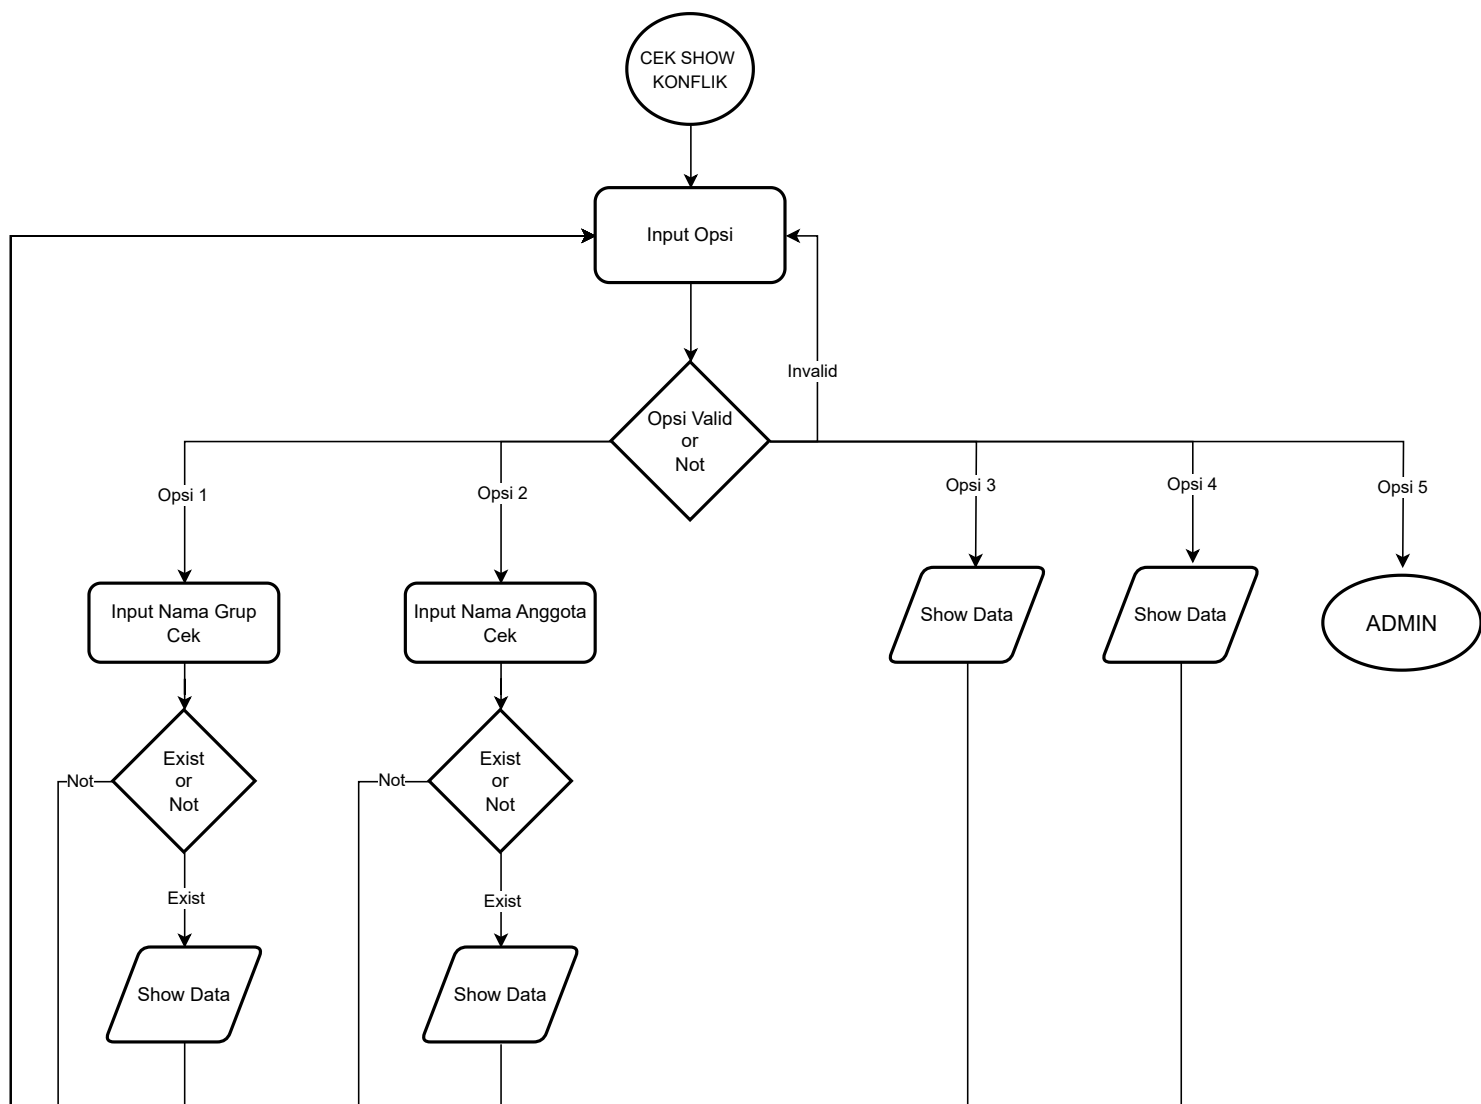 CEK SHOW
KONFLIK
Input Opsi
Invalid
Opsi Valid
or
Not
Opsi 1
Opsi 2
Opsi 3
Opsi 4
Opsi 5
Input Nama Grup
Cek
Input Nama Anggota
Cek
Show Data
Show Data
ADMIN
Exist
or
Not
Not
Exist
or
Not
Not
Exist
Exist
Show Data
Show Data